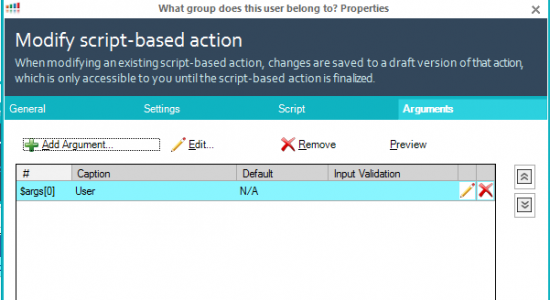 What group does this user belong to? Properties
Modify script-based action
When modifying an existing script-based action, changes are saved to a draft version of that action,
which is only accessible to you until the script-based action is finalized.
General Settings Script Arguments
Add Argument... Edit... Remove Preview
# Caption Default Input Validation
$args[0] User N/A